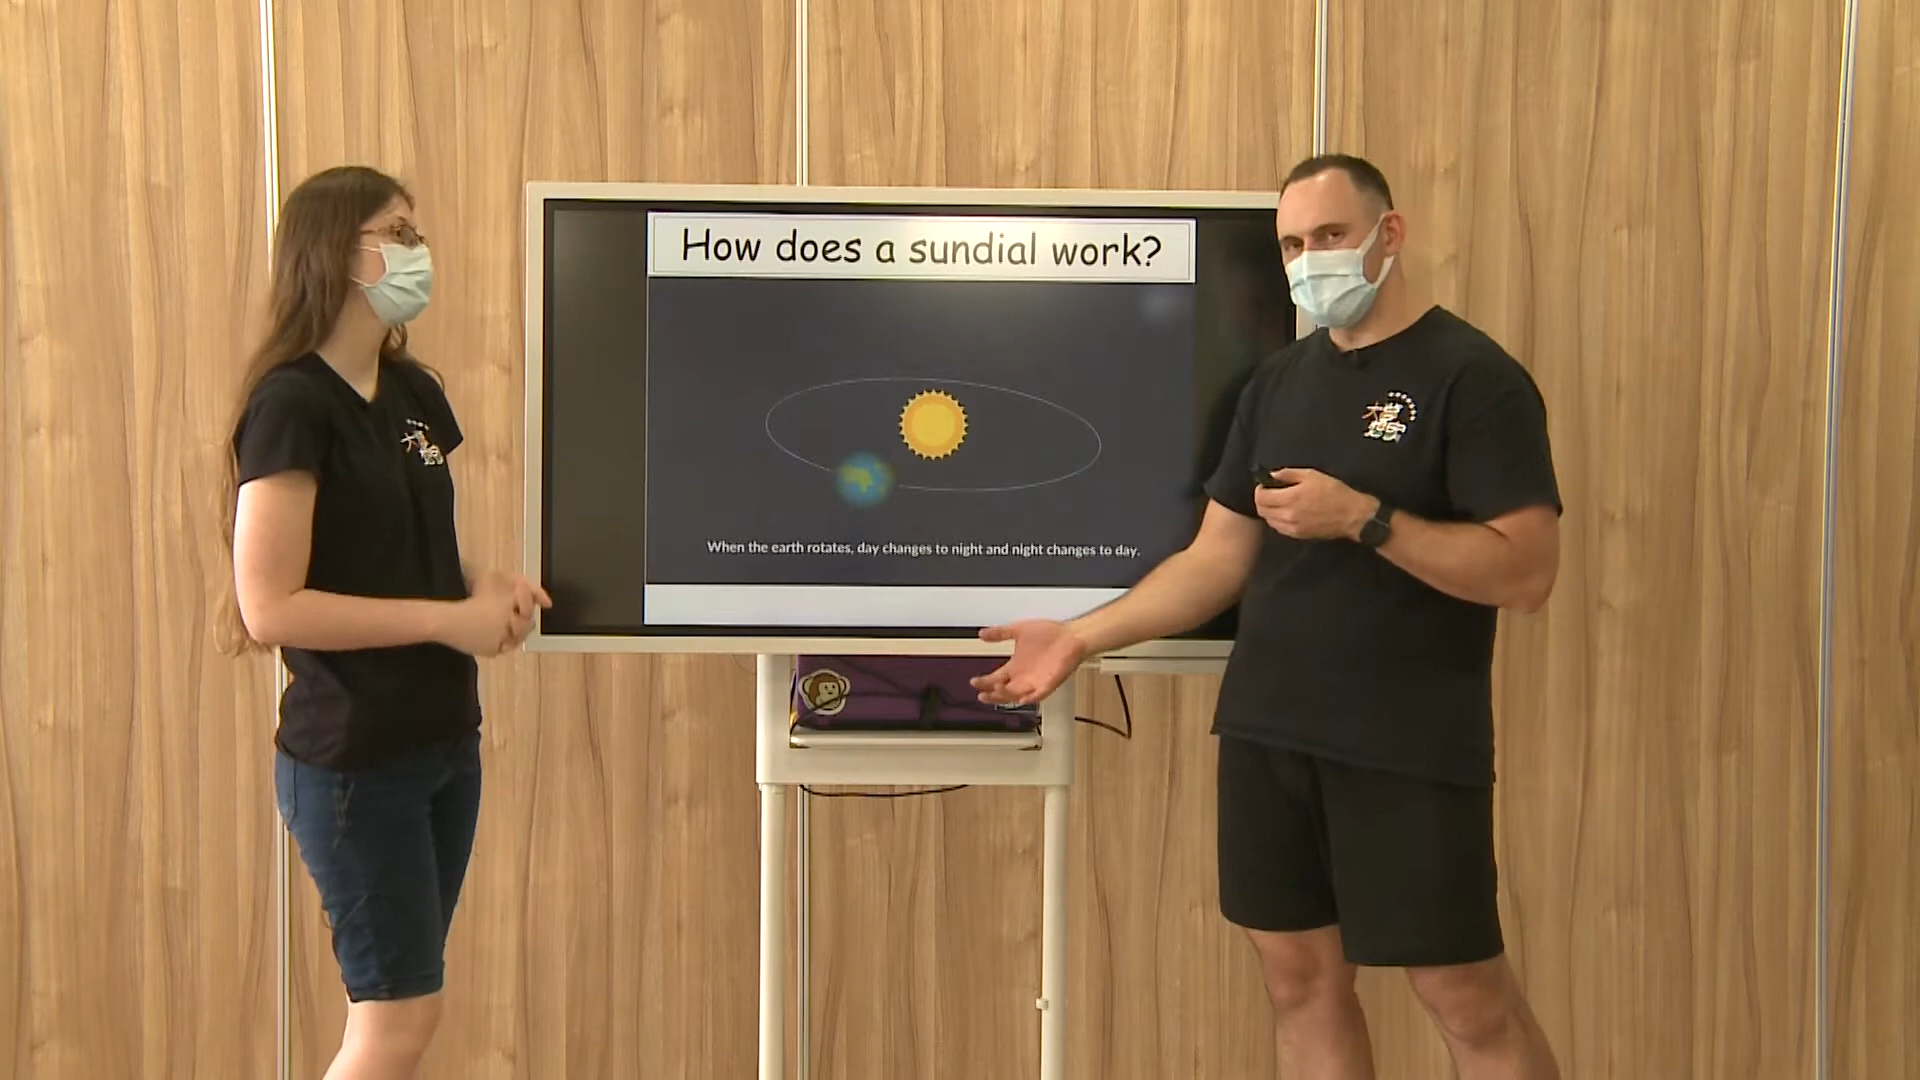 How does a sundial work?
When the earth rotates, day changes to night and night changes to day.